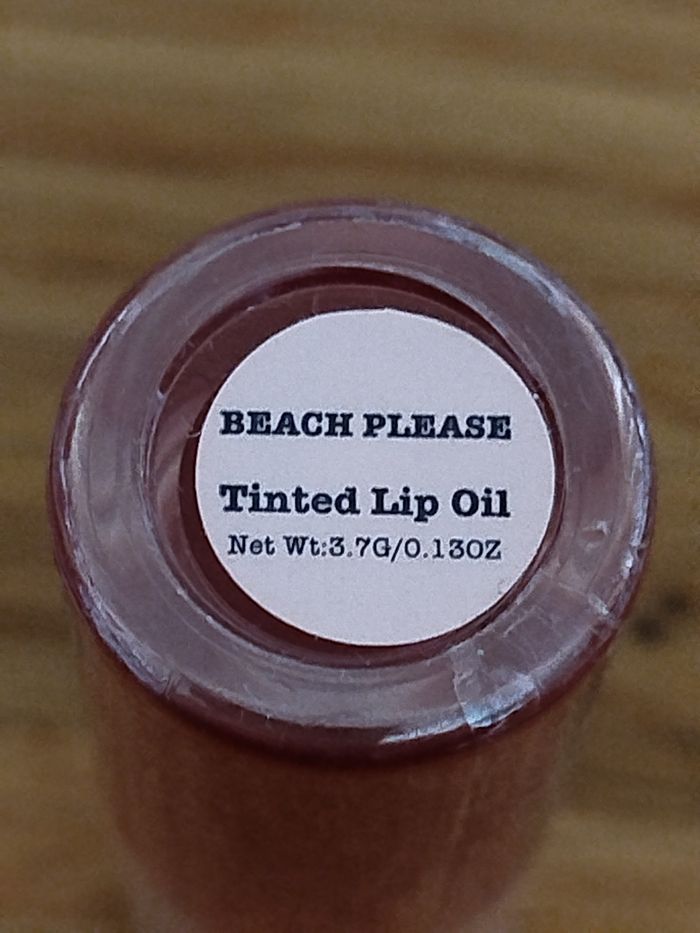 BEACH PLEASE
Tinted Lip Oil
Net Wt:3.7G/0.13OZ